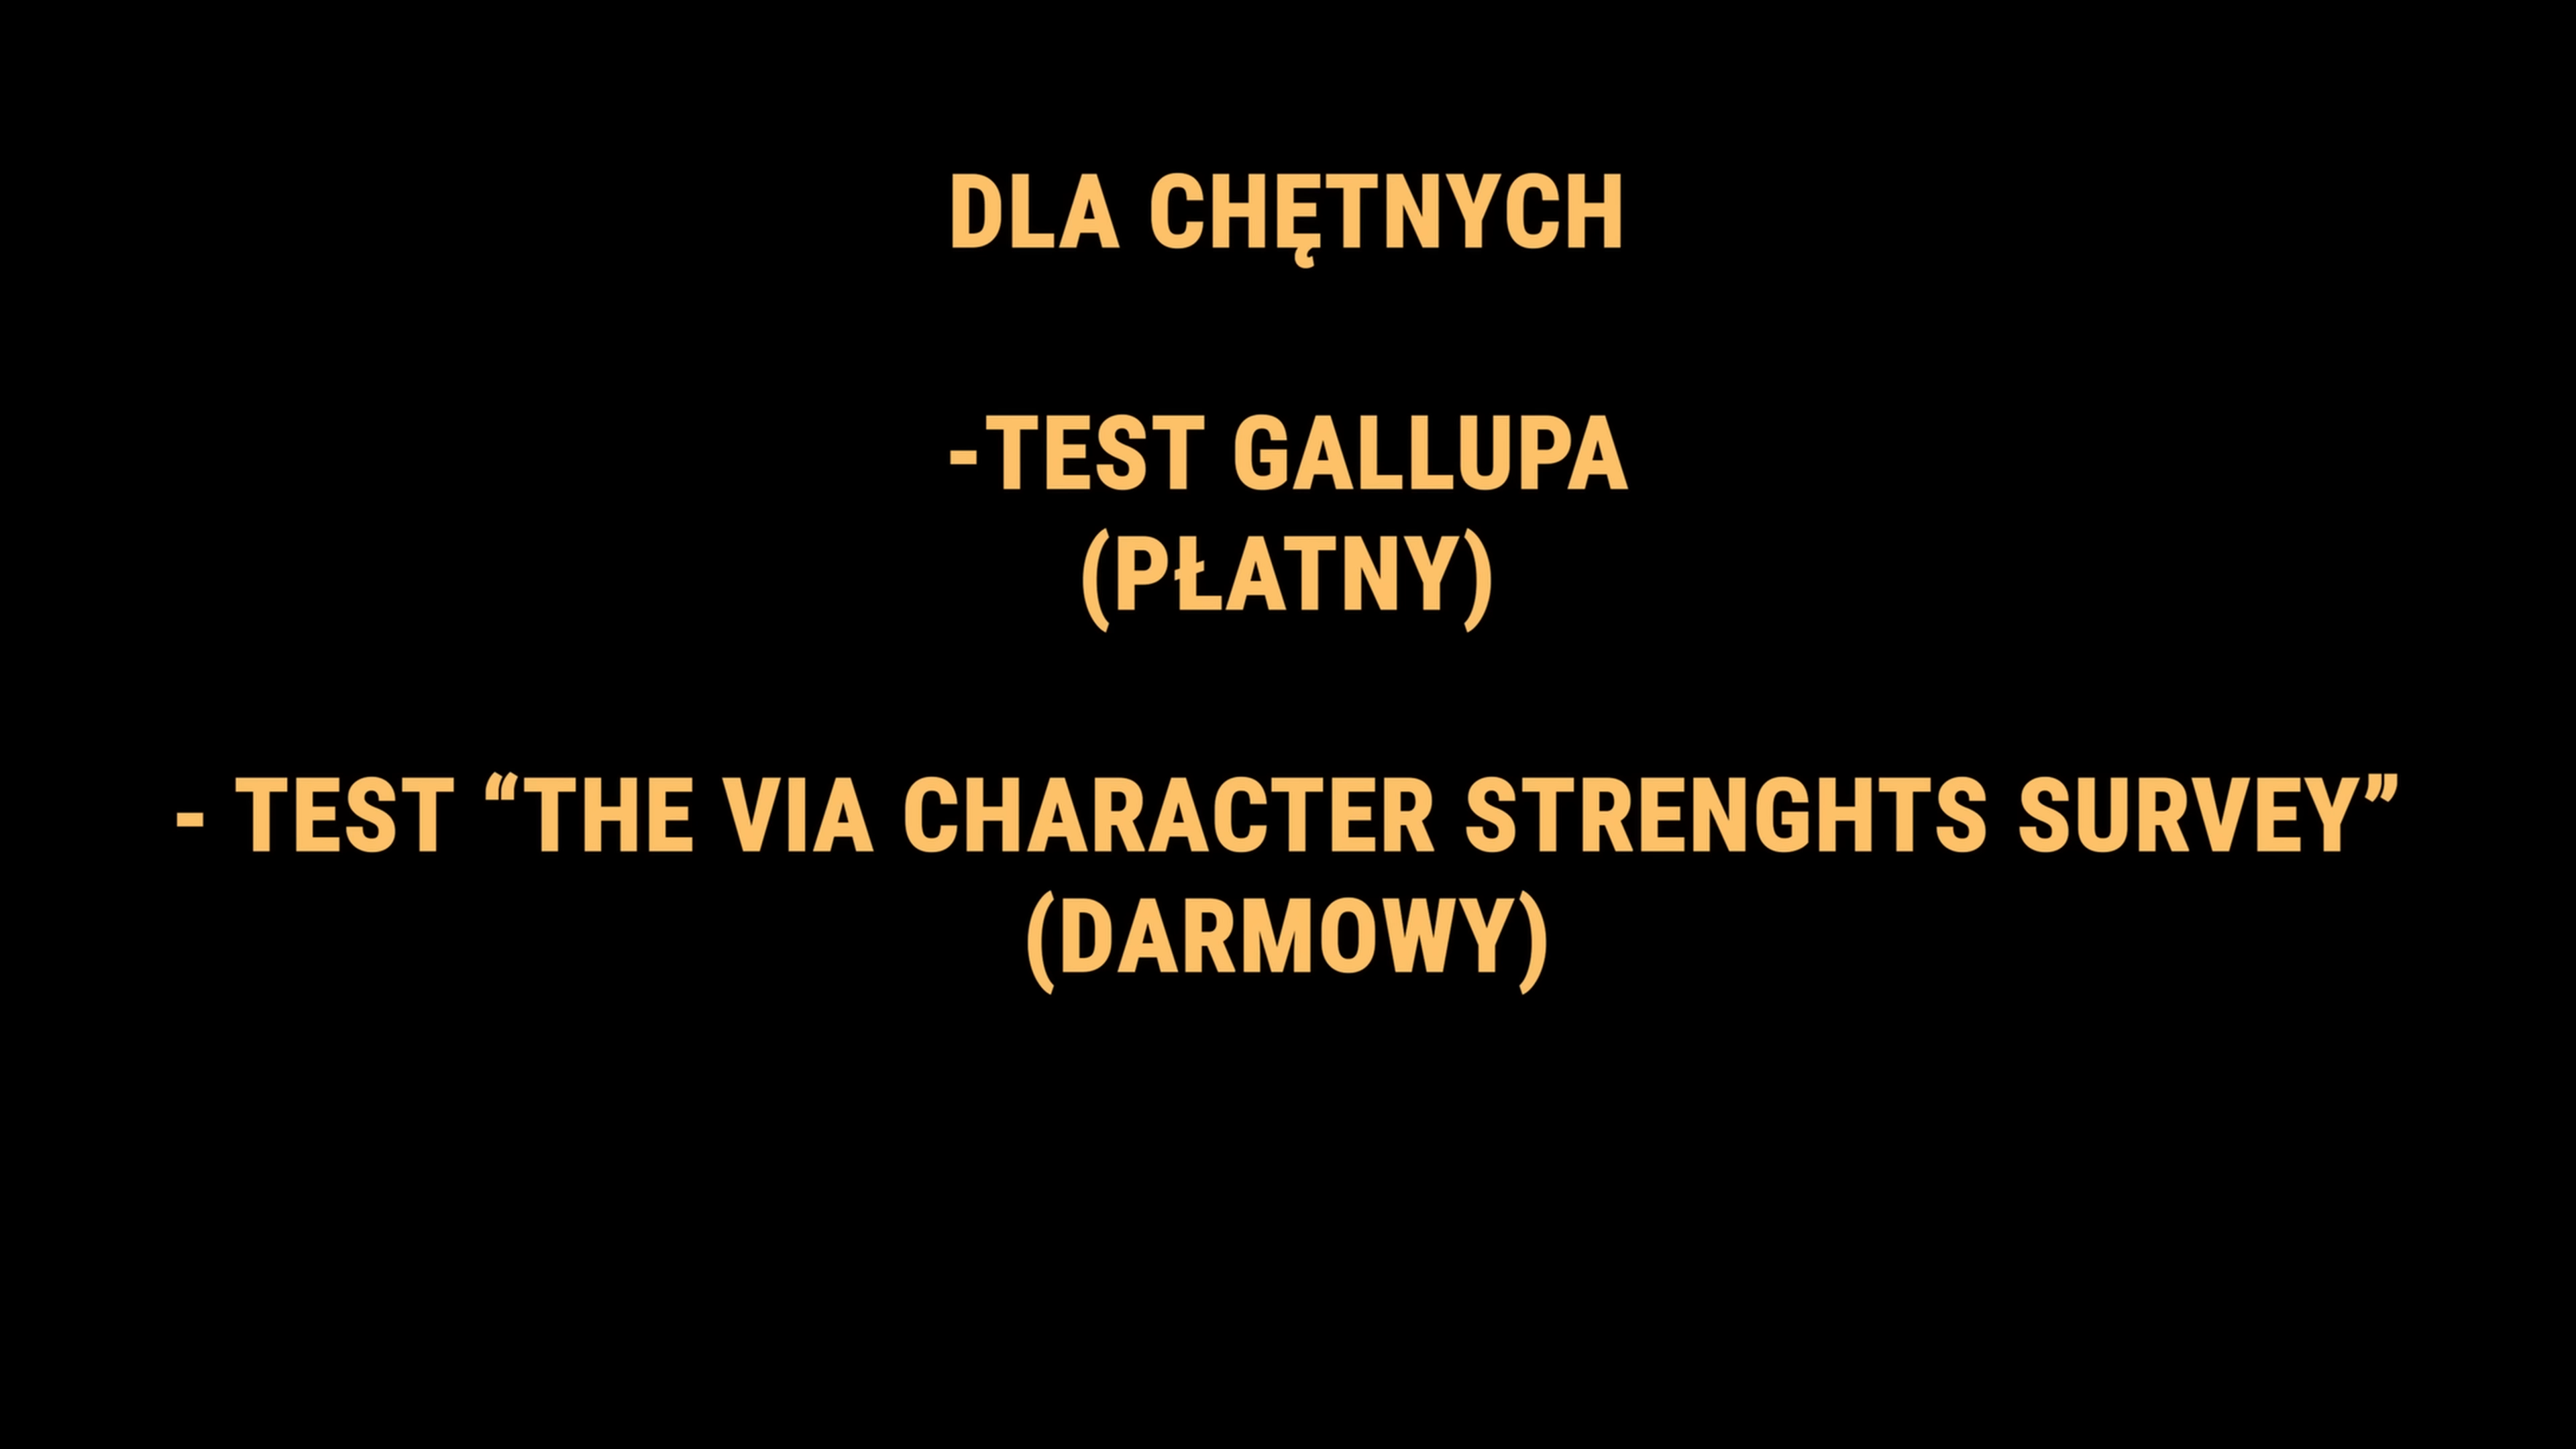 DLA CHĘTNYCH
-TEST GALLUPA
(PŁATNY)
- TEST “THE VIA CHARACTER STRENGHTS SURVEY”
(DARMOWY)